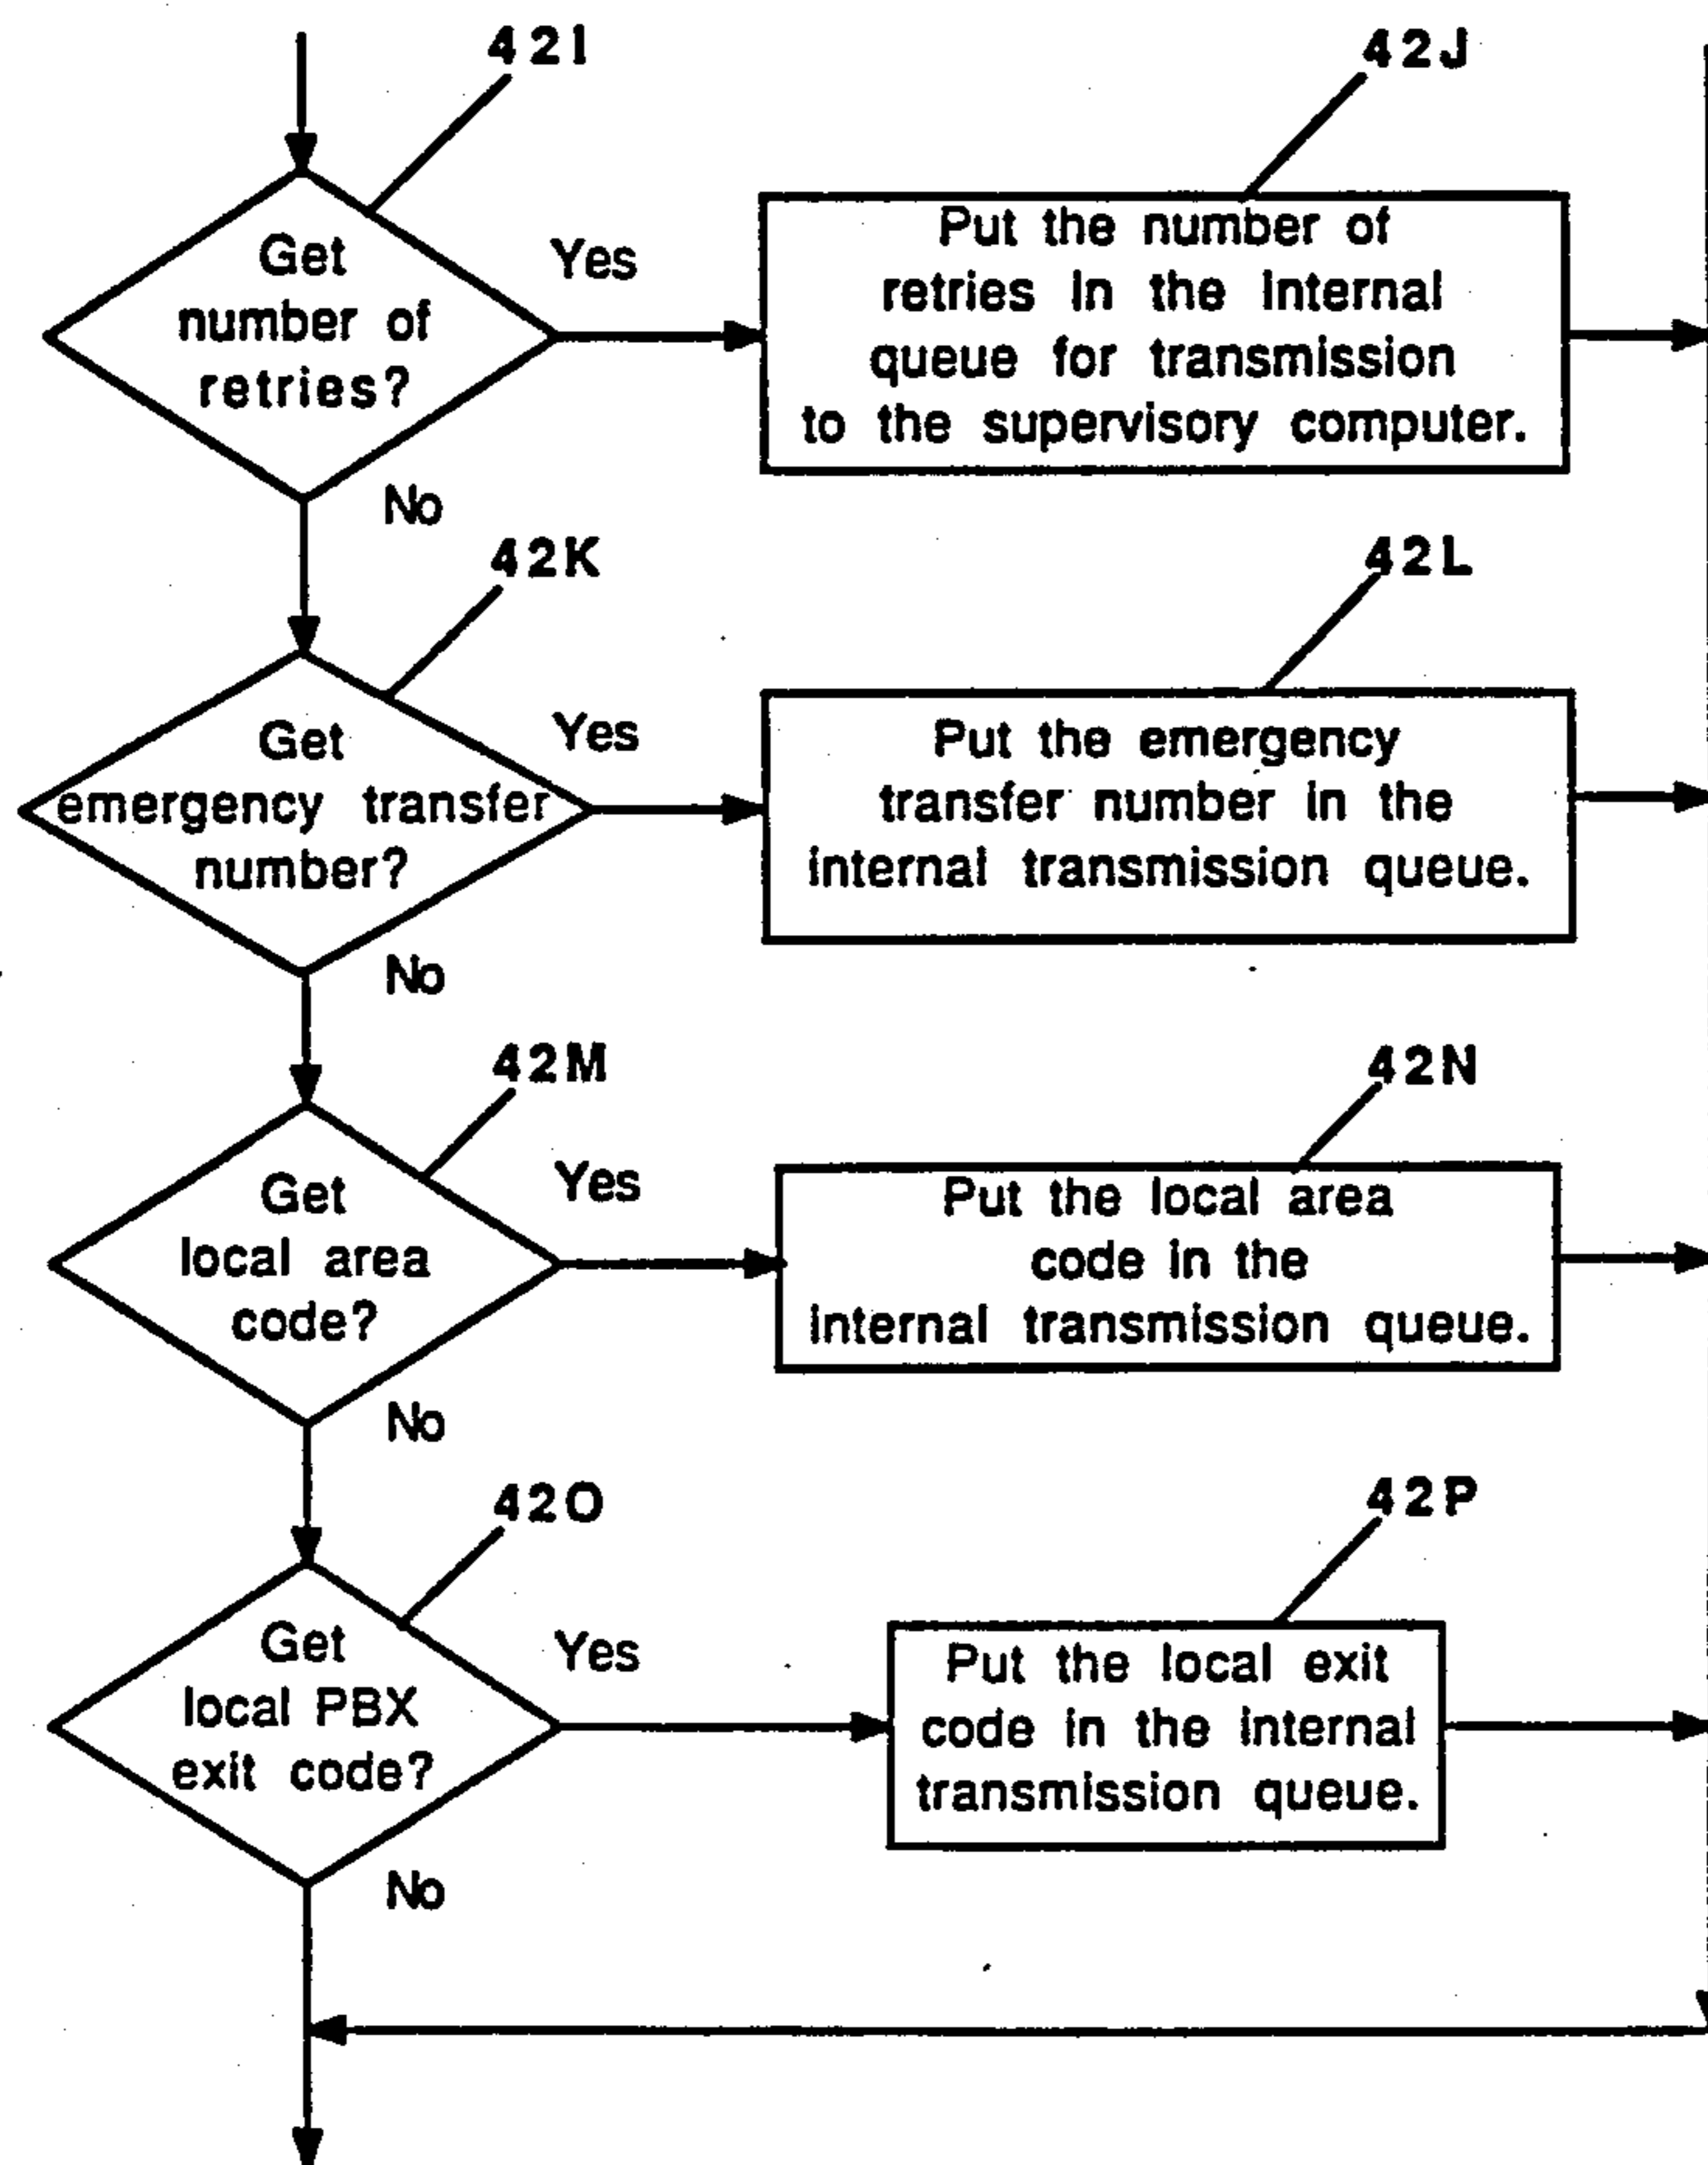 42I
42J
Get
number of
retries?
Yes
Put the number of
retries in the internal
queue for transmission
to the supervisory computer.
No
42K
42L
Get
emergency transfer
number?
Yes
Put the emergency
transfer number in the
internal transmission queue.
No
42M
42N
Get
local area
code?
Yes
Put the local area
code in the
internal transmission queue.
No
42O
42P
Get
local PBX
exit code?
Yes
Put the local exit
code in the internal
transmission queue.
No